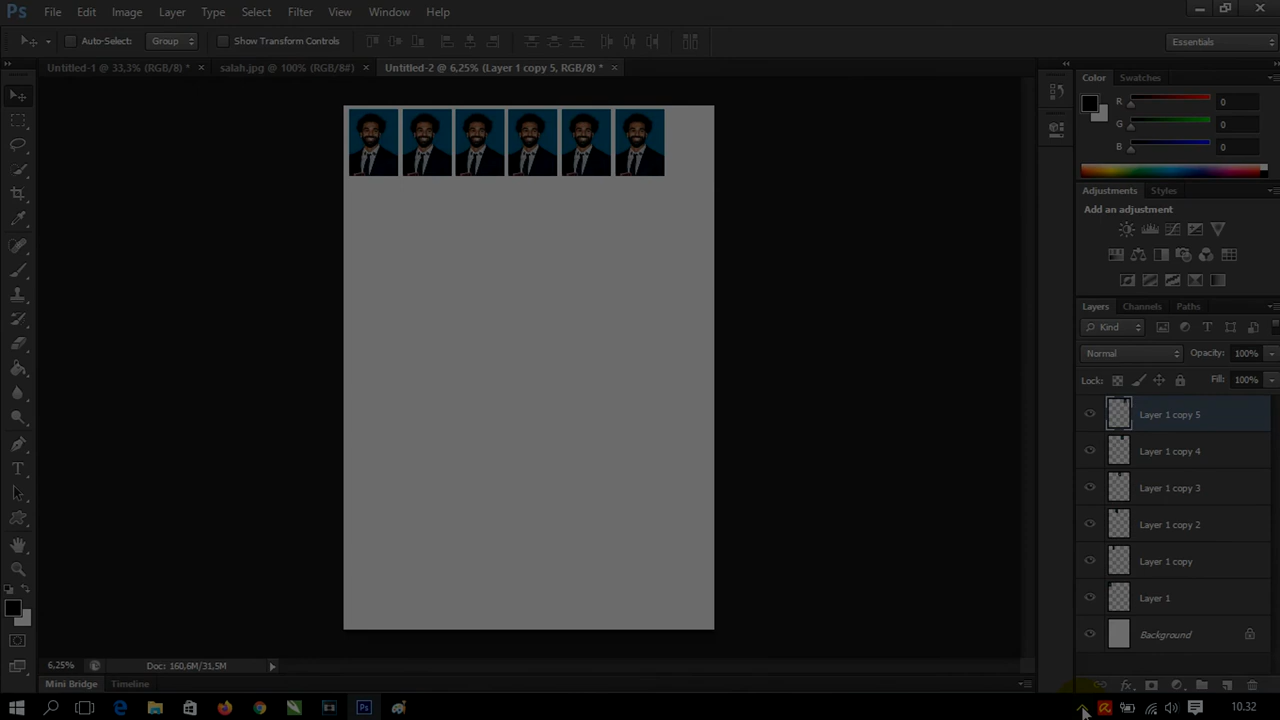 Ps File Edit Image Layer Type Select Filter View Window Help
Auto-Select: Group Show Transform Controls Essentials
Untitled-1 @ 33,3% (RGB/8) * × salah.jpg @ 100% (RGB/8#) × Untitled-2 @ 6,25% (Layer 1 copy 5, RGB/8) * ×
Color Swatches
R 0
G 0
B 0
Adjustments Styles
Add an adjustment
Layers Channels Paths
Kind
Normal Opacity: 100%
Lock: Fill: 100%
Layer 1 copy 5
Layer 1 copy 4
Layer 1 copy 3
Layer 1 copy 2
Layer 1 copy
Layer 1
Background
6,25% Doc: 160,6M/31,5M
Mini Bridge Timeline
Ps 10.32